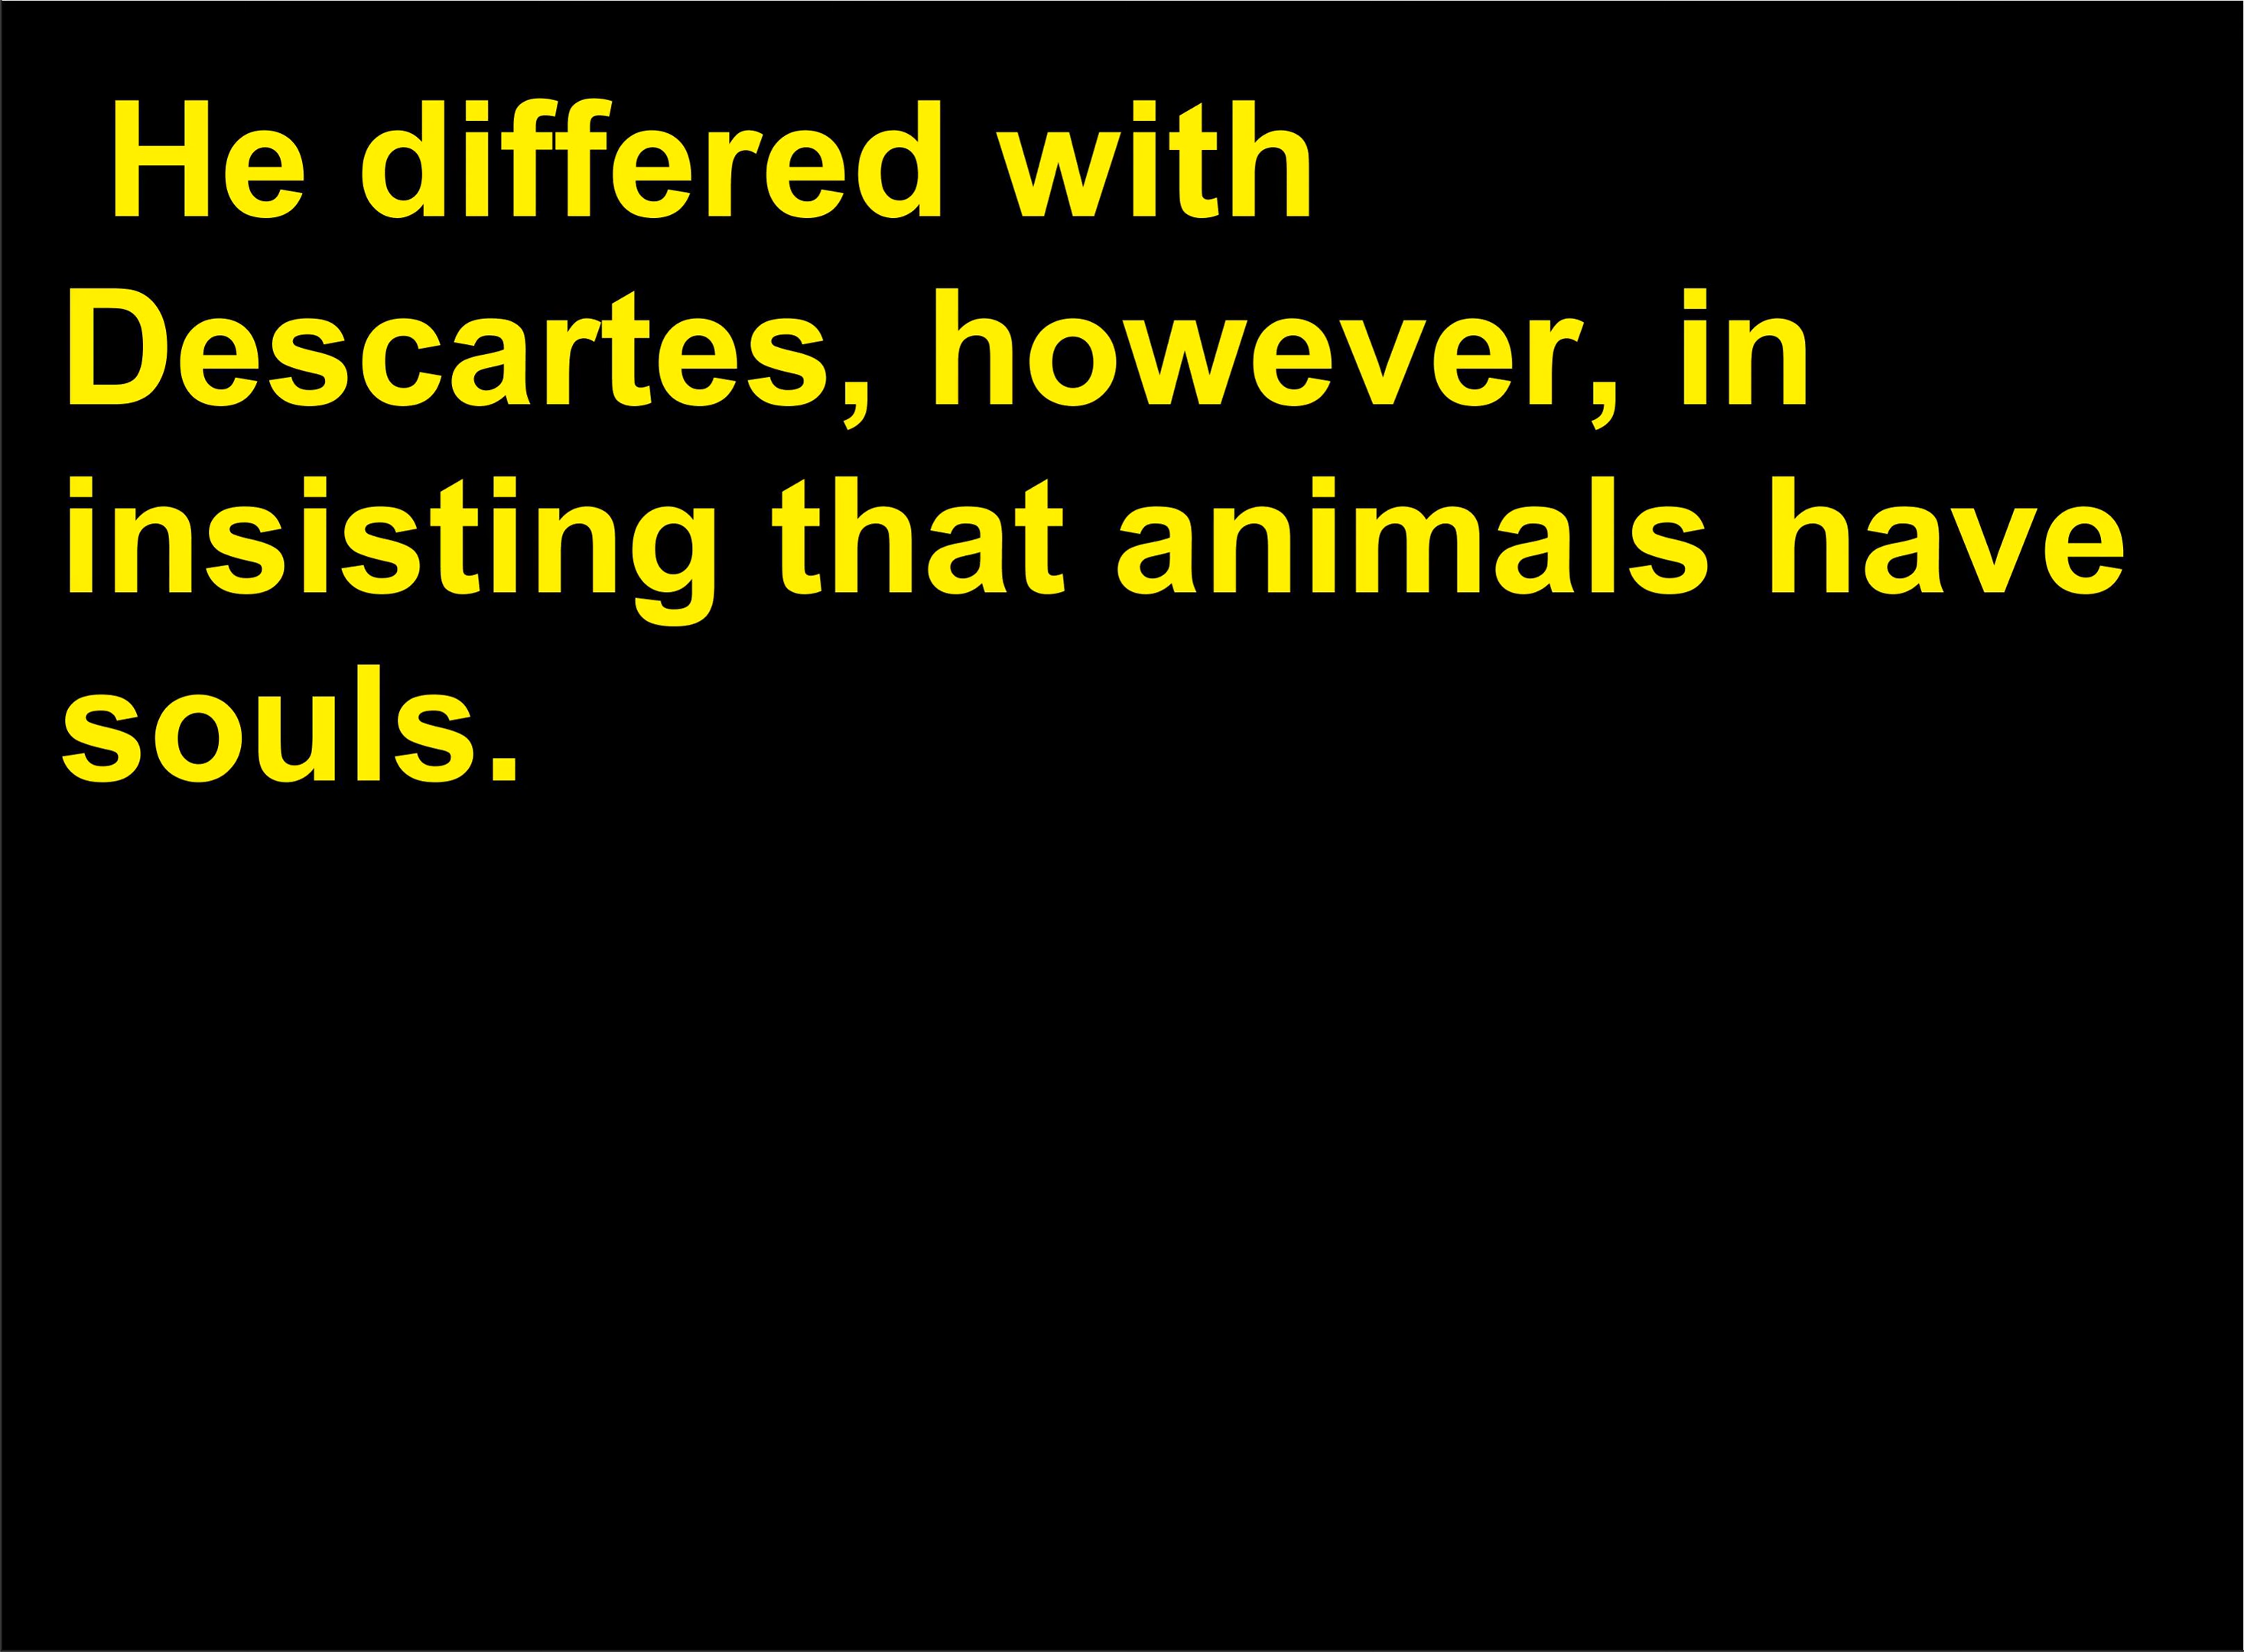 He differed with
Descartes, however, in
insisting that animals have
souls.